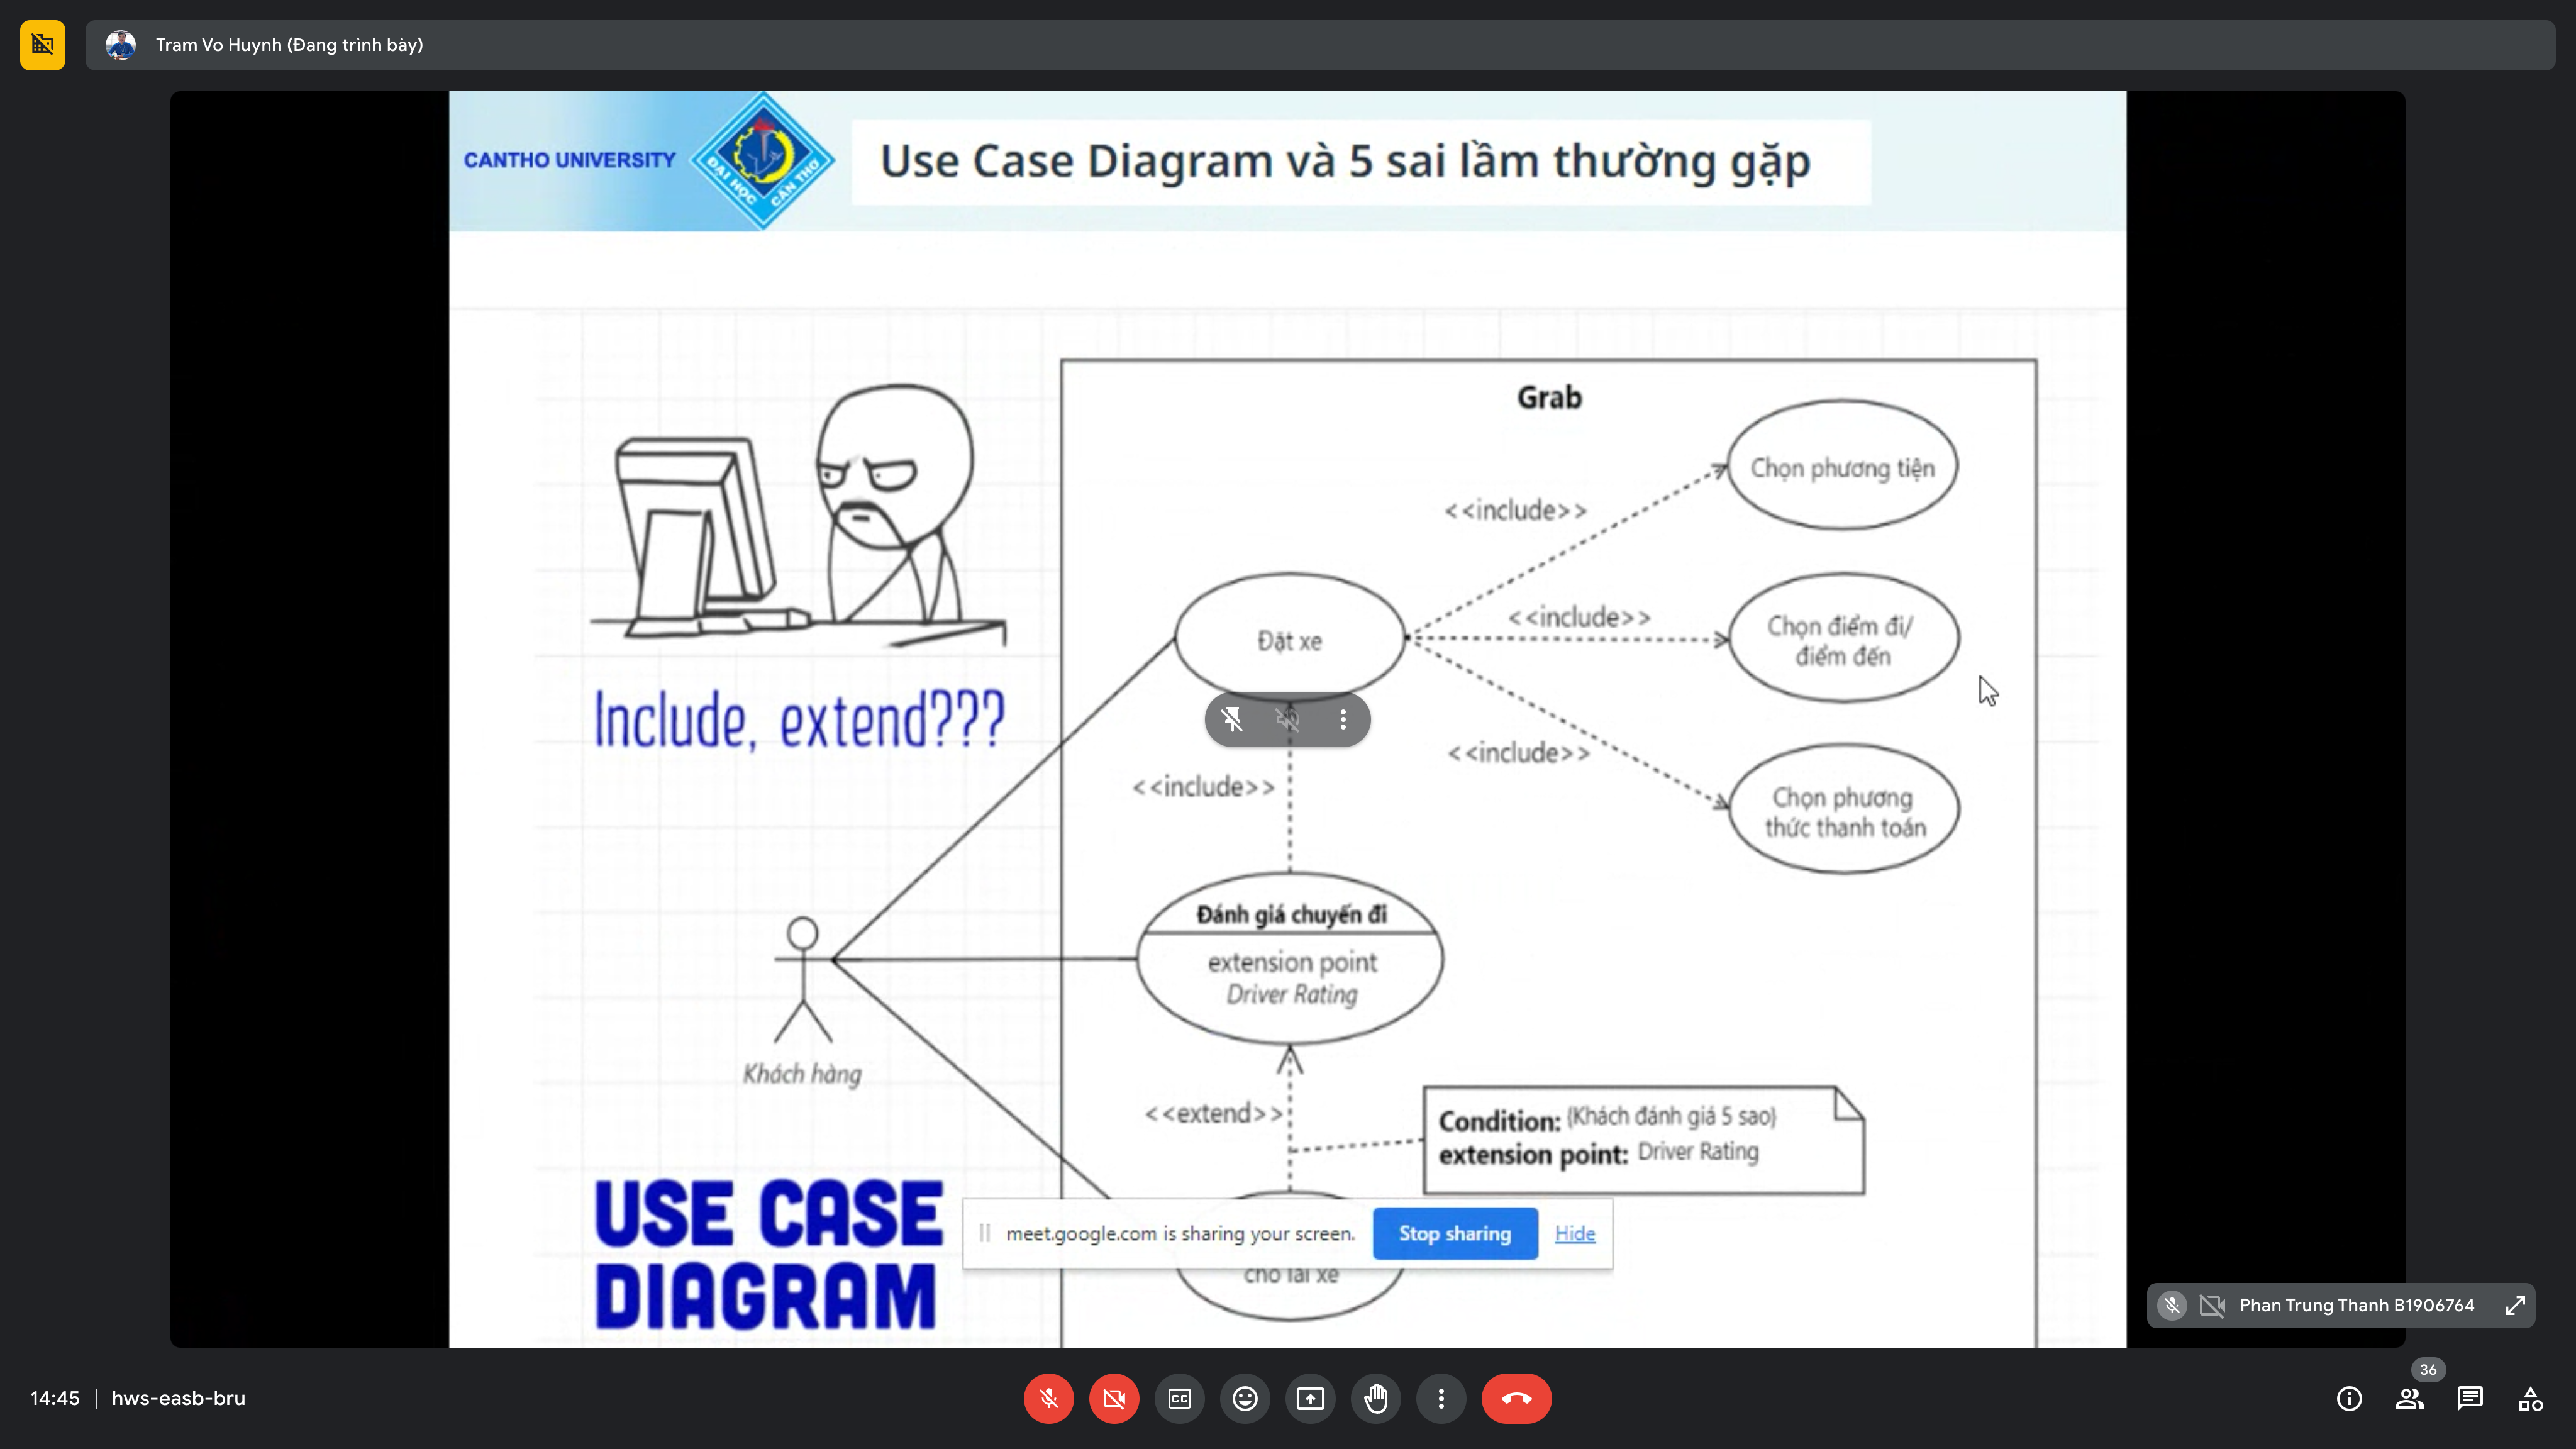 Tram Vo Huynh (Đang trình bày)
CANTHO UNIVERSITY
ĐẠI HỌC CẦN THƠ
Use Case Diagram và 5 sai lầm thường gặp
Grab
Chọn phương tiện
<<include>>
<<include>>
Chọn điểm đi/
điểm đến
Đặt xe
Include, extend???
<<include>>
<<include>>
Chọn phương
thức thanh toán
Đánh giá chuyến đi
extension point
Driver Rating
Khách hàng
<<extend>>
Condition: {Khách đánh giá 5 sao}
extension point: Driver Rating
USE CASE
DIAGRAM
meet.google.com is sharing your screen.
Stop sharing
Hide
cho lái xe
Phan Trung Thanh B1906764
14:45
hws-easb-bru
CC
36